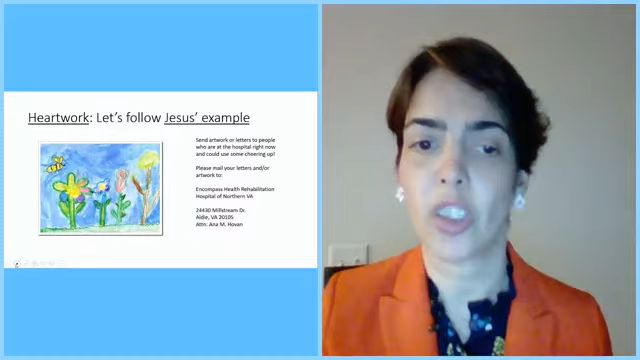 Heartwork: Let's follow Jesus' example
Send artwork or letters to people
who are at the hospital right now
and could use some cheering up!
Please mail your letters and/or
artwork to:
Encompass Health Rehabilitation
Hospital of Northern VA
24430 Millstream Dr.
Aldie, VA 20105
Attn: Ana M. Hovan